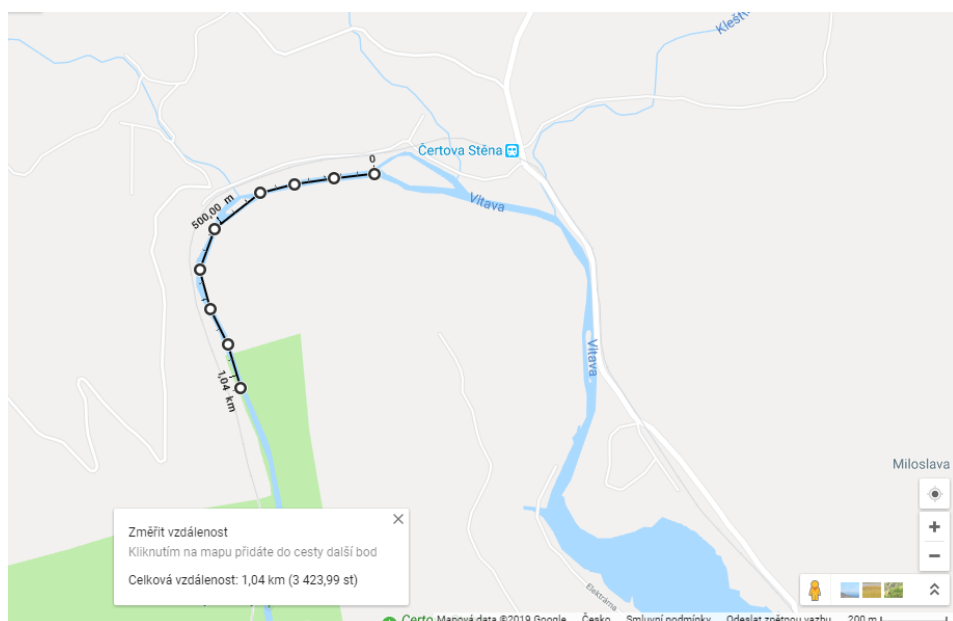 Klešt
Čertova Stěna
0
Vltava
500,00 m
Vltava
1,04 km
Miloslava
Změřit vzdálenost
Kliknutím na mapu přidáte do cesty další bod
Celková vzdálenost: 1,04 km (3 423,99 st)
Elektrárna
Mapová data ©2019 Google Česko Smluvní podmínky Odeslat zpětnou vazbu 200 m